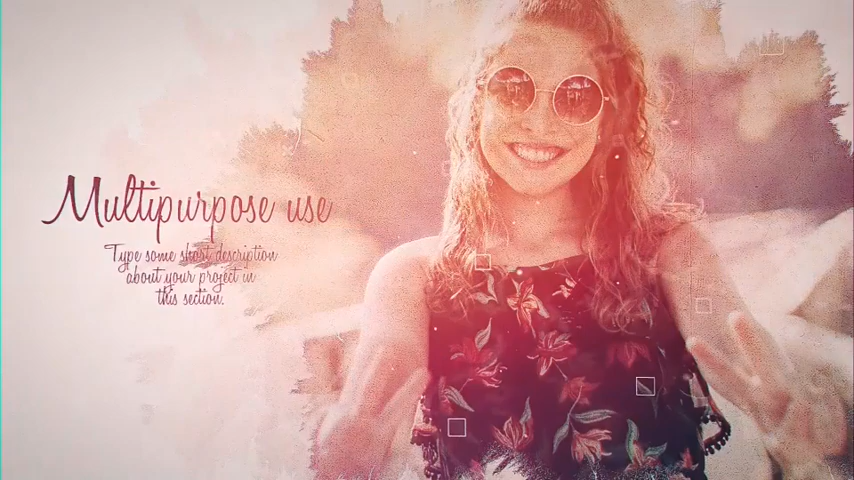 Multipurpose use
Type some short description
about your project in
this section.